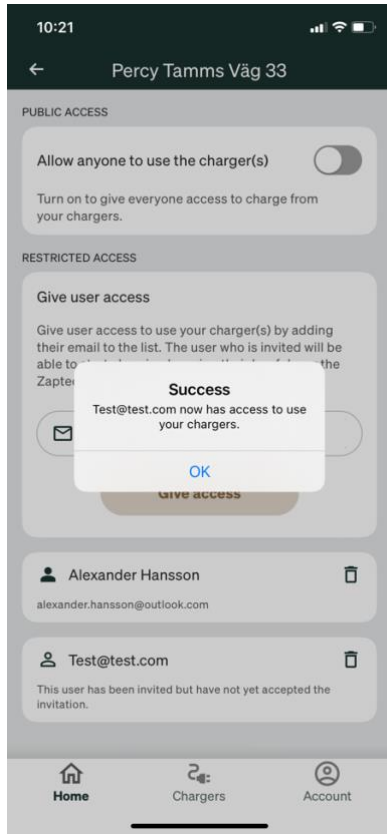 10:21
Percy Tamms Väg 33
PUBLIC ACCESS
Allow anyone to use the charger(s)
Turn on to give everyone access to charge from
your chargers.
RESTRICTED ACCESS
Give user access
Give user access to use your charger(s) by adding
their email to the list. The user who is invited will be
able to
the
Success
Test@test.com now has access to use
your chargers.
OK
Give access
Alexander Hansson
alexander.hansson@outlook.com
Test@test.com
This user has been invited but have not yet accepted the
invitation.
Home
Chargers
Account